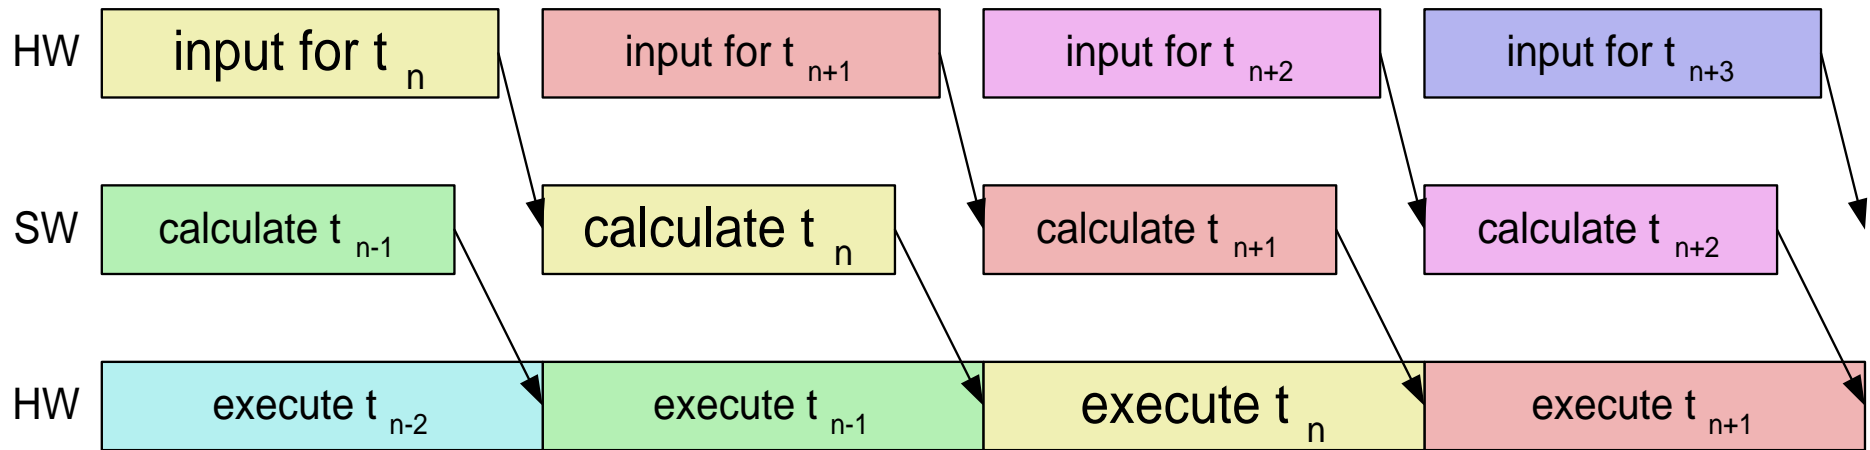 HW input for t n input for t n+1 input for t n+2 input for t n+3
SW calculate t n-1 calculate t n calculate t n+1 calculate t n+2
HW execute t n-2 execute t n-1 execute t n execute t n+1